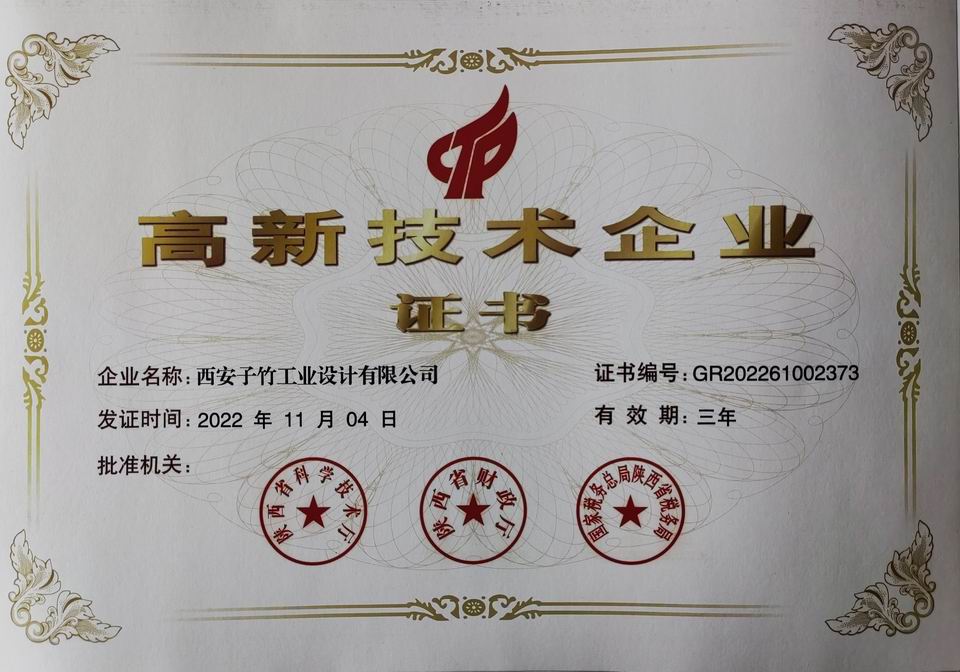 高新技术企业
证书
企业名称：西安子竹工业设计有限公司
证书编号：GR202261002373
发证时间：2022 年 11 月 04 日
有 效 期：三年
批准机关：
陕西省科学技术厅
陕西省财政厅
国家税务总局陕西省税务局